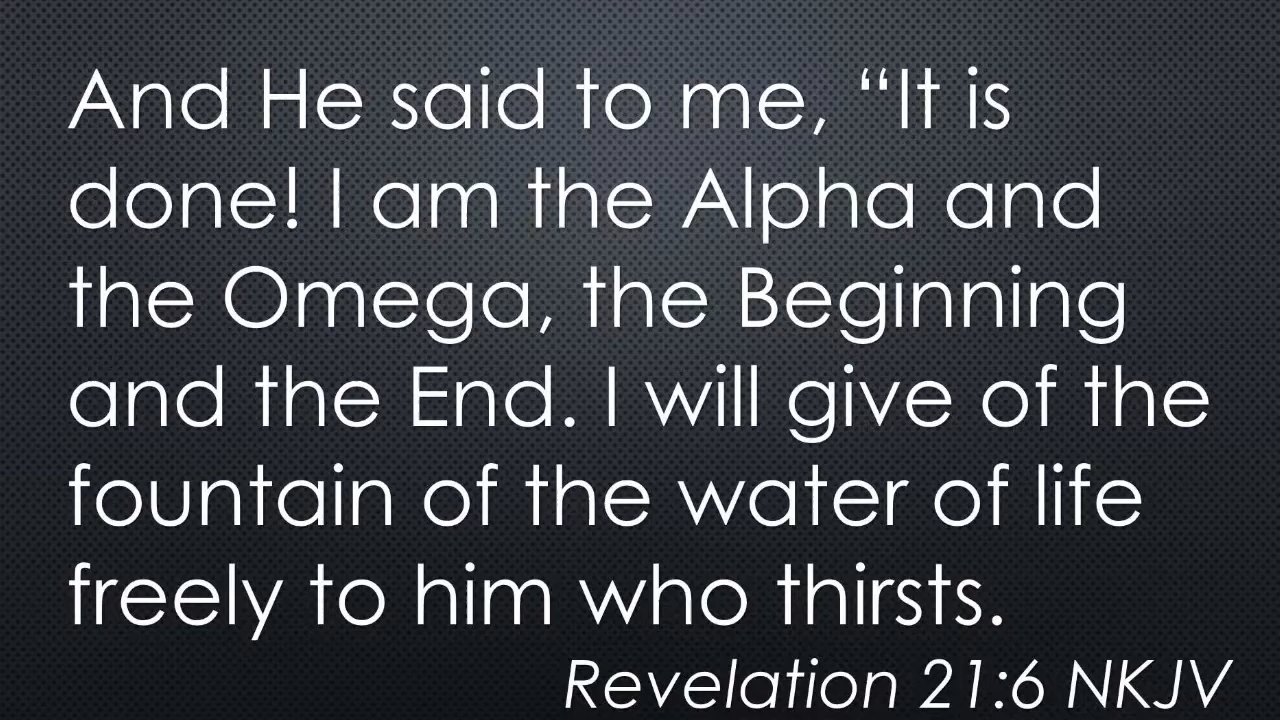 And He said to me, “It is
done! I am the Alpha and
the Omega, the Beginning
and the End. I will give of the
fountain of the water of life
freely to him who thirsts.
Revelation 21:6 NKJV